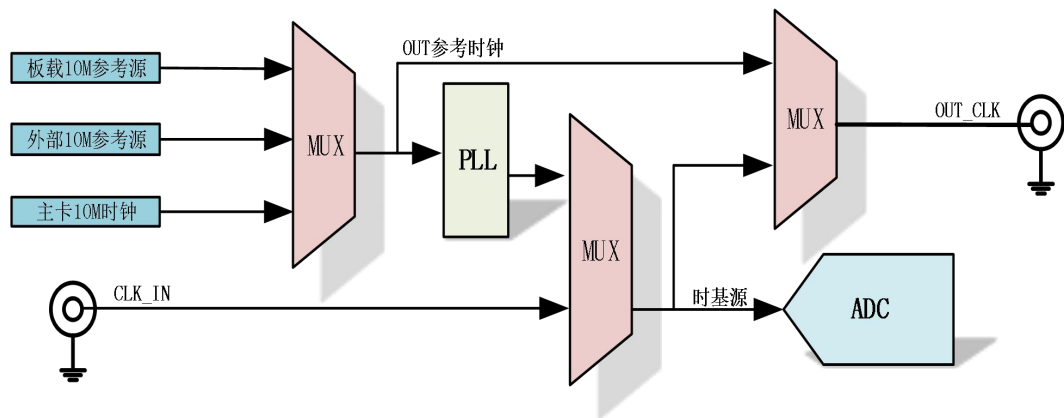 OUT参考时钟
板载10M参考源
外部10M参考源
主卡10M时钟
MUX
PLL
MUX
MUX
OUT_CLK
CLK_IN
时基源
ADC